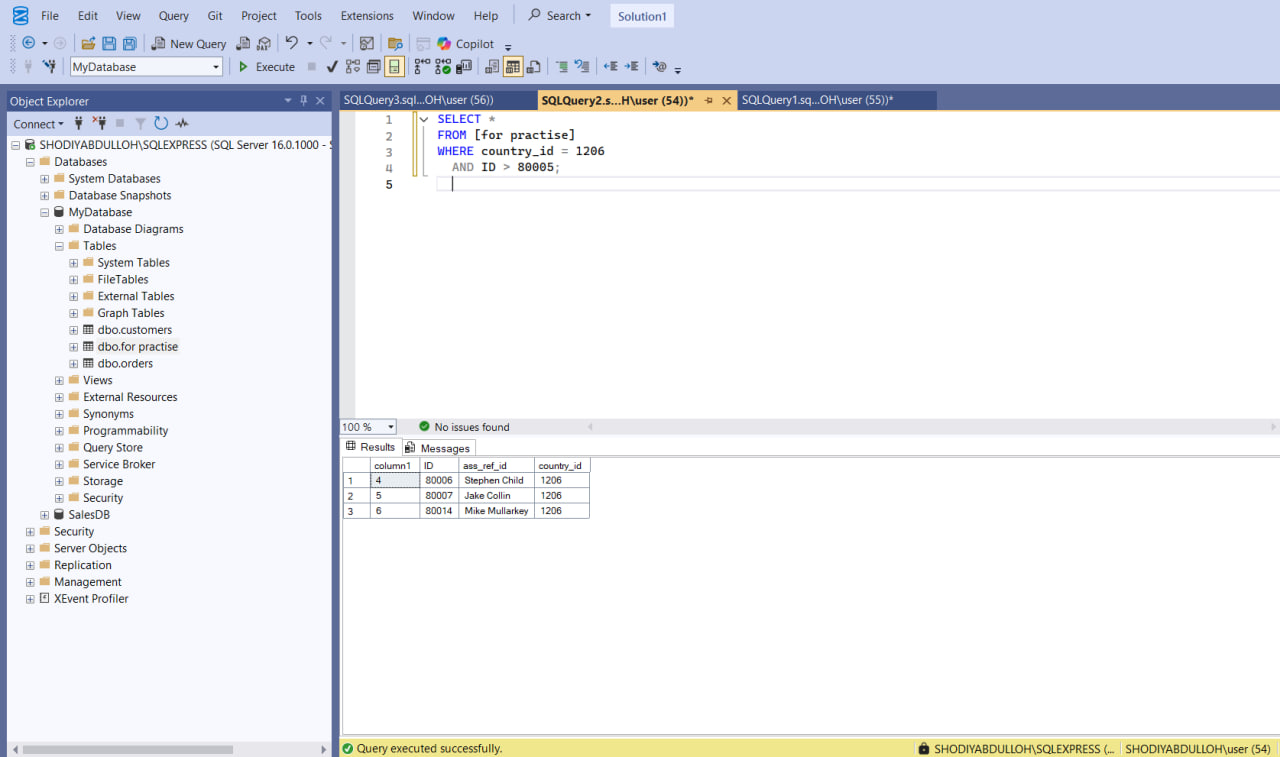 File Edit View Query Git Project Tools Extensions Window Help Search Solution1
New Query DAX Copilot
MyDatabase Execute
Object Explorer
Connect
SHODIYABDULLOH\SQLEXPRESS (SQL Server 16.0.1000 - S
Databases
System Databases
Database Snapshots
MyDatabase
Database Diagrams
Tables
System Tables
FileTables
External Tables
Graph Tables
dbo.customers
dbo.for practise
dbo.orders
Views
External Resources
Synonyms
Programmability
Query Store
Service Broker
Storage
Security
SalesDB
Security
Server Objects
Replication
Management
XEvent Profiler
SQLQuery3.sql...OH\user (56)) SQLQuery2.s...H\user (54))* SQLQuery1.sq...OH\user (55))*
1 SELECT *
2 FROM [for practise]
3 WHERE country_id = 1206
4 AND ID > 80005;
5
100 % No issues found
Results Messages
column1 ID ass_ref_id country_id
1 4 80006 Stephen Child 1206
2 5 80007 Jake Collin 1206
3 6 80014 Mike Mullarkey 1206
Query executed successfully. SHODIYABDULLOH\SQLEXPRESS (... SHODIYABDULLOH\user (54)